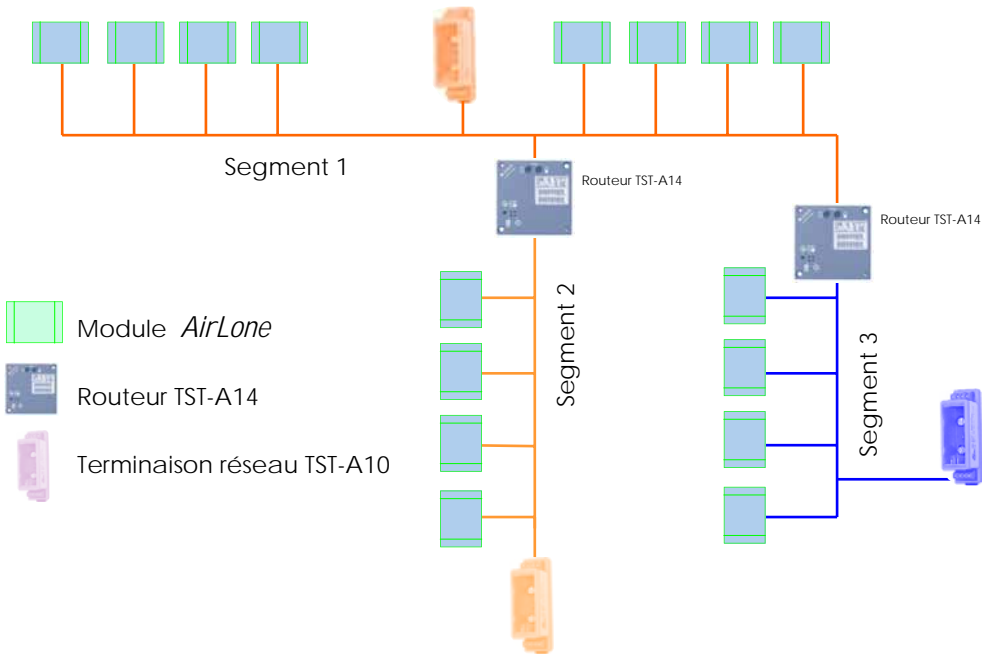 Segment 1
Routeur TST-A14
Routeur TST-A14
Segment 2
Segment 3
Module AirLone
Routeur TST-A14
Terminaison réseau TST-A10